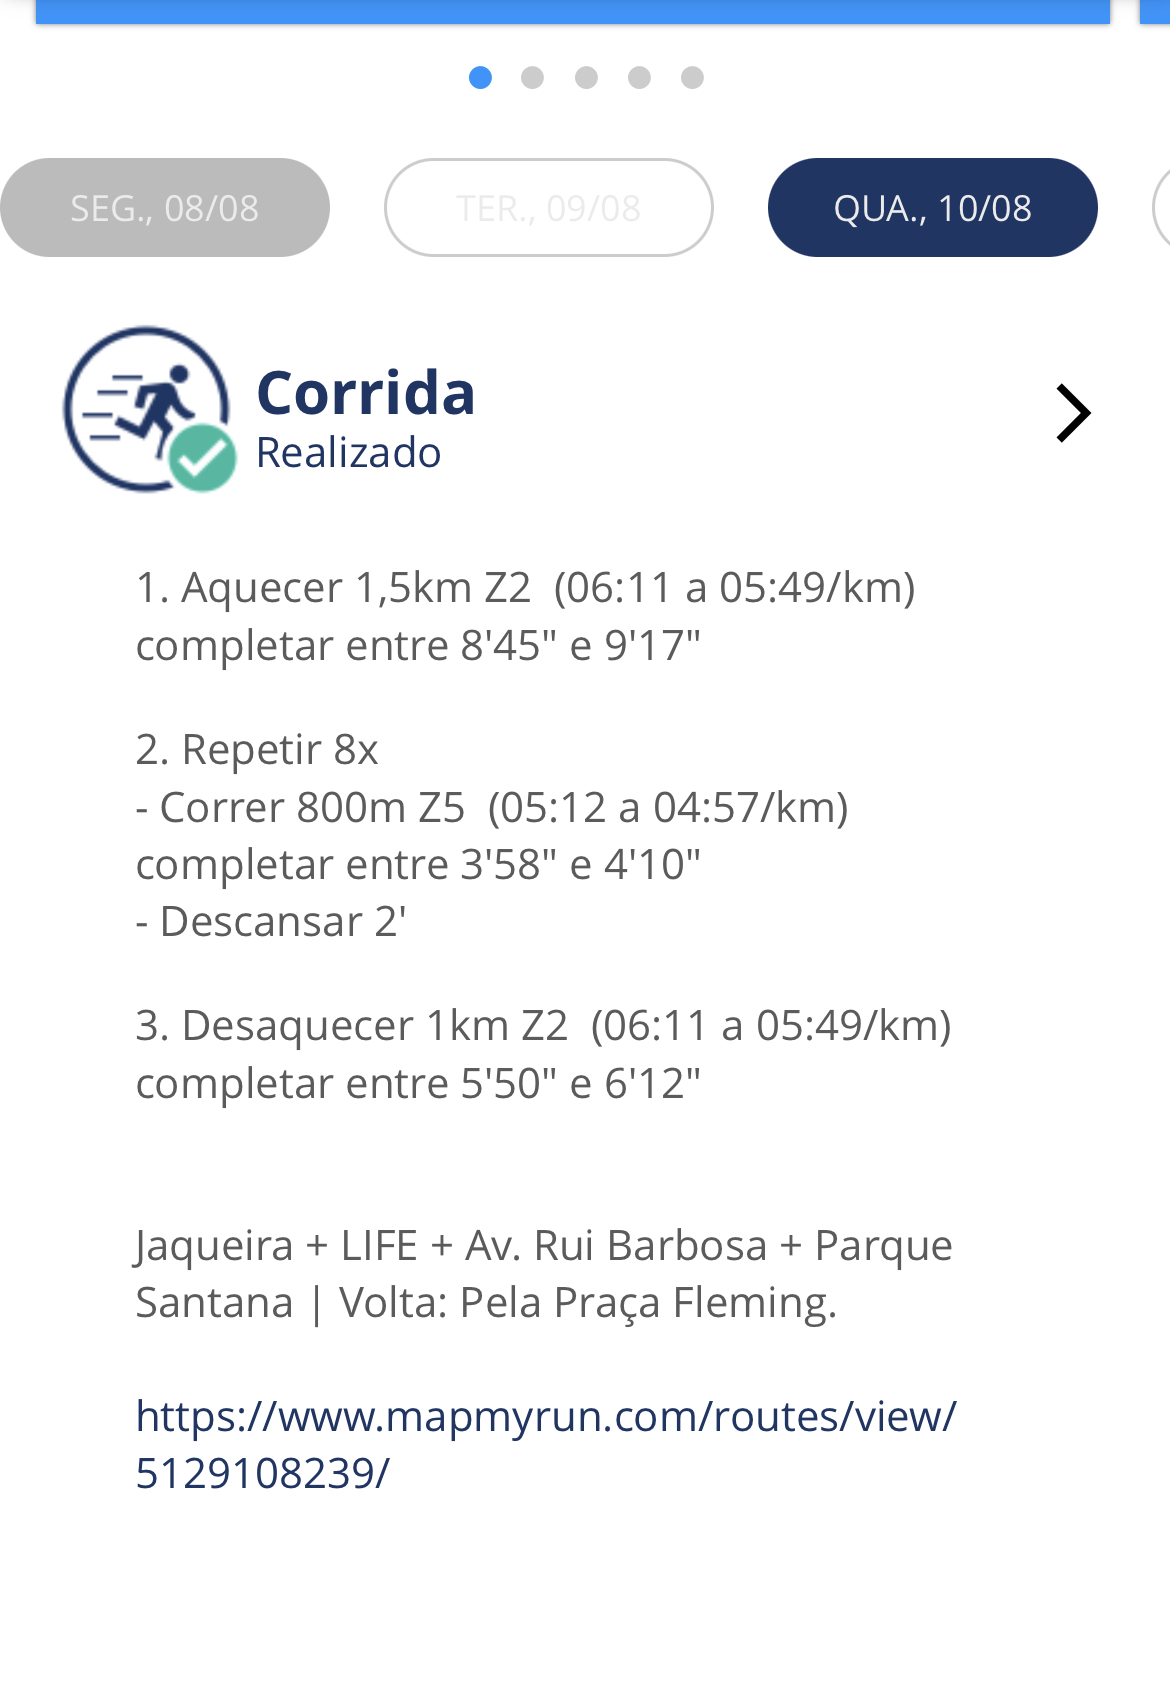 SEG., 08/08
TER., 09/08
QUA., 10/08
Corrida
Realizado
1. Aquecer 1,5km Z2  (06:11 a 05:49/km)
completar entre 8'45" e 9'17"
2. Repetir 8x
- Correr 800m Z5  (05:12 a 04:57/km)
completar entre 3'58" e 4'10"
- Descansar 2'
3. Desaquecer 1km Z2  (06:11 a 05:49/km)
completar entre 5'50" e 6'12"
Jaqueira + LIFE + Av. Rui Barbosa + Parque
Santana | Volta: Pela Praça Fleming.
https://www.mapmyrun.com/routes/view/
5129108239/